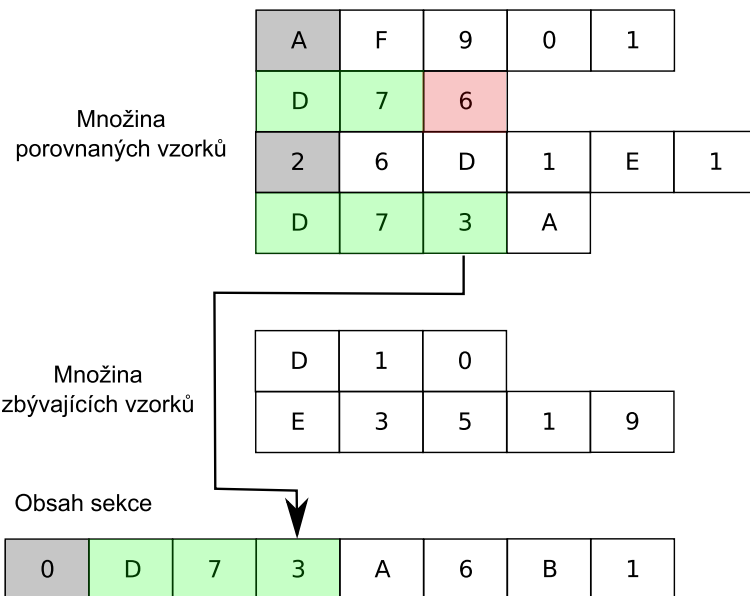 A F 9 0 1
D 7 6
Množina
porovnaných vzorků
2 6 D 1 E 1
D 7 3 A
D 1 0
Množina
zbývajících vzorků
E 3 5 1 9
Obsah sekce
0 D 7 3 A 6 B 1